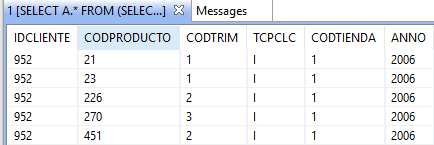 1 [SELECT A.* FROM (SELEC...] Messages
IDCLIENTE CODPRODUCTO CODTRIM TCPCLC CODTIENDA ANNO
952 21 1 I 1 2006
952 23 1 I 1 2006
952 226 2 I 1 2006
952 270 3 I 1 2006
952 451 2 I 1 2006